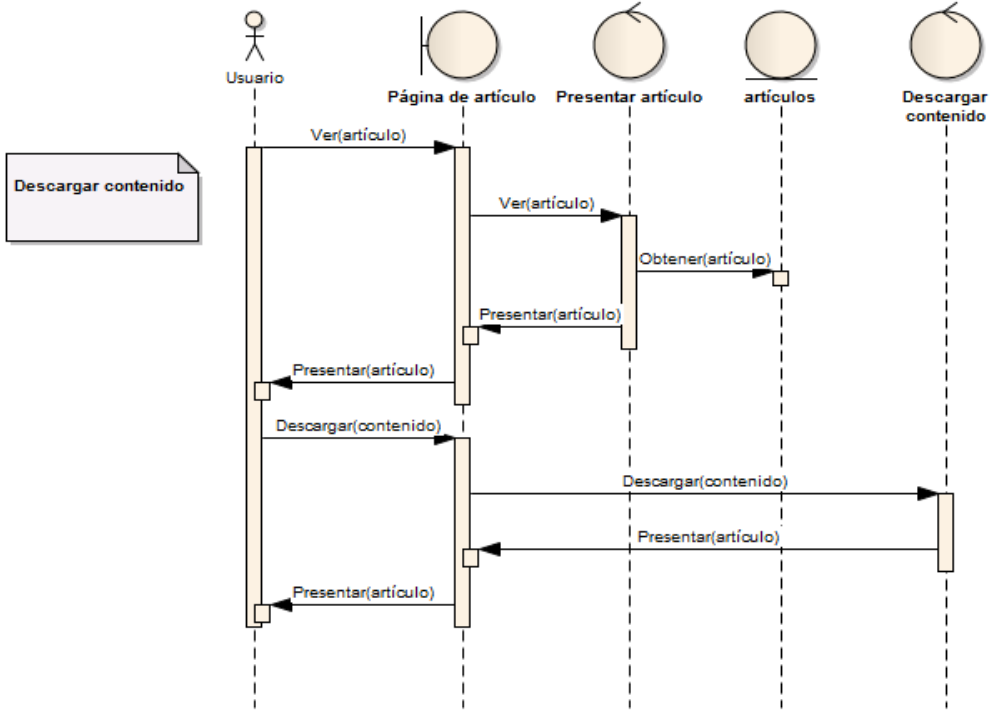 Usuario
Página de artículo
Presentar artículo
artículos
Descargar
contenido
Ver(artículo)
Descargar contenido
Ver(artículo)
Obtener(artículo)
Presentar(artículo)
Presentar(artículo)
Descargar(contenido)
Descargar(contenido)
Presentar(artículo)
Presentar(artículo)